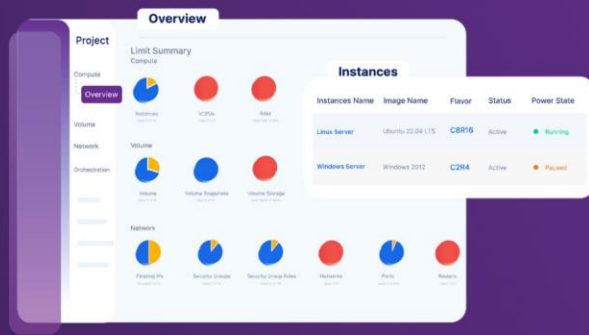 Overview
Project
Compute
Overview
Volume
Network
Orchestration
Limit Summary
Compute
Instances
VCPUs
RAM
Volume
Volume
Volume Snapshots
Volume Storage
Network
Floating IPs
Security Groups
Security Group Rules
Networks
Ports
Routers
Instances
Instances Name Image Name Flavor Status Power State
Linux Server Ubuntu 22.04 LTS C8R16 Active Running
Windows Server Windows 2012 C2R4 Active Paused